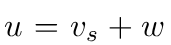 u = v_s + w